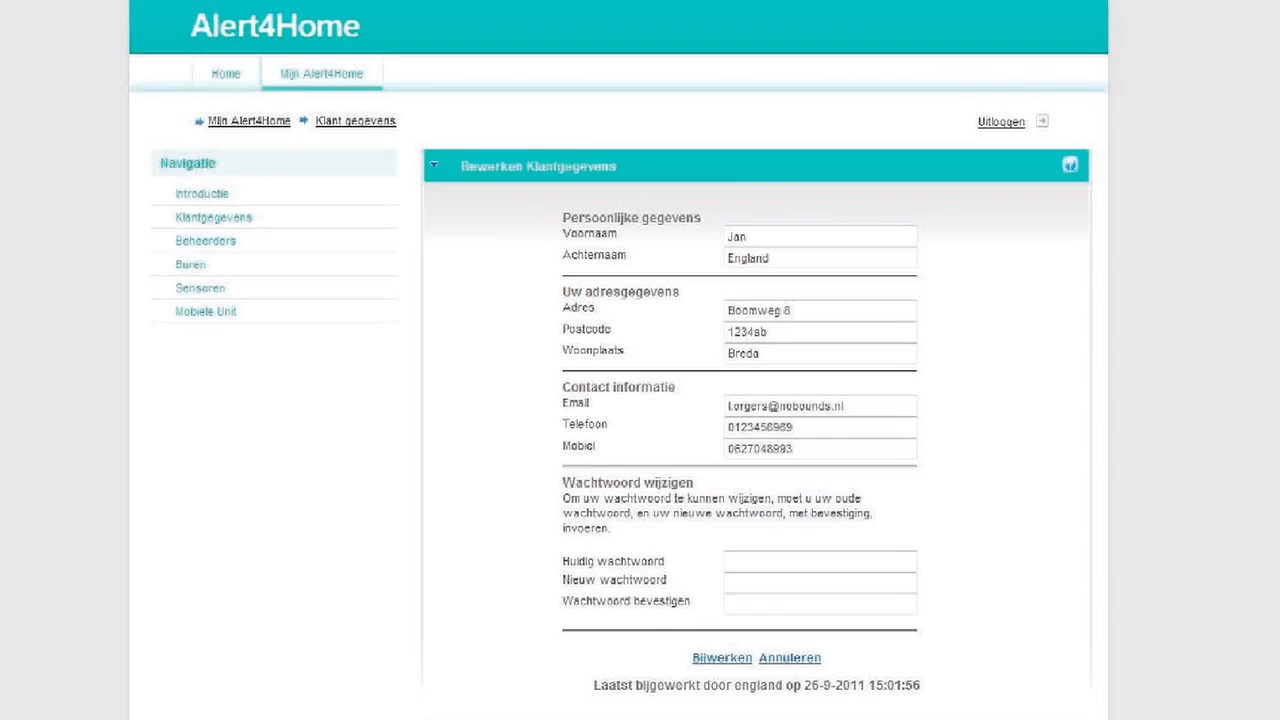 Alert4Home
Home Mijn Alert4Home
Mijn Alert4Home Klant gegevens Uitloggen
Navigatie
Introductie
Klantgegevens
Beheerders
Buren
Sensoren
Mobiele Unit
Bewerken Klantgegevens
Persoonlijke gegevens
Voornaam Jan
Achternaam England
Uw adresgegevens
Adres Boomweg 8
Postcode 1234ab
Woonplaats Breda
Contact informatie
Email l.orgers@nobounds.nl
Telefoon 0123456969
Mobiel 0627048993
Wachtwoord wijzigen
Om uw wachtwoord te kunnen wijzigen, moet u uw oude
wachtwoord, en uw nieuwe wachtwoord, met bevestiging,
invoeren.
Huidig wachtwoord
Nieuw wachtwoord
Wachtwoord bevestigen
Bijwerken Annuleren
Laatst bijgewerkt door england op 26-9-2011 15:01:56